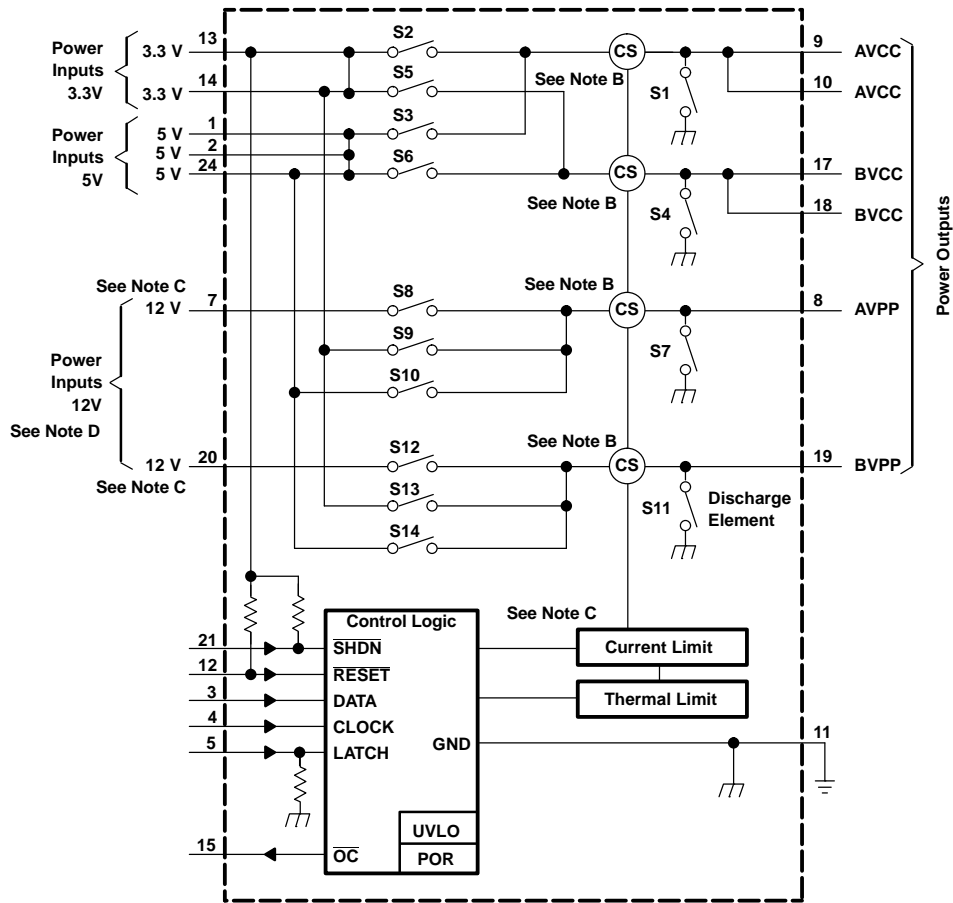 Power Inputs 3.3V
3.3 V 13
3.3 V 14
S2
S5
CS
See Note B
S1
9 AVCC
10 AVCC
Power Inputs 5V
5 V 1
5 V 2
5 V 24
S3
S6
CS
See Note B
S4
17 BVCC
18 BVCC
Power Outputs
See Note C
12 V 7
S8
S9
S10
See Note B
CS
S7
8 AVPP
Power Inputs 12V
See Note D
12 V 20
See Note C
S12
S13
S14
See Note B
CS
S11
Discharge Element
19 BVPP
Control Logic
21 SHDN
12 RESET
3 DATA
4 CLOCK
5 LATCH
GND
UVLO
POR
15 OC
See Note C
Current Limit
Thermal Limit
11